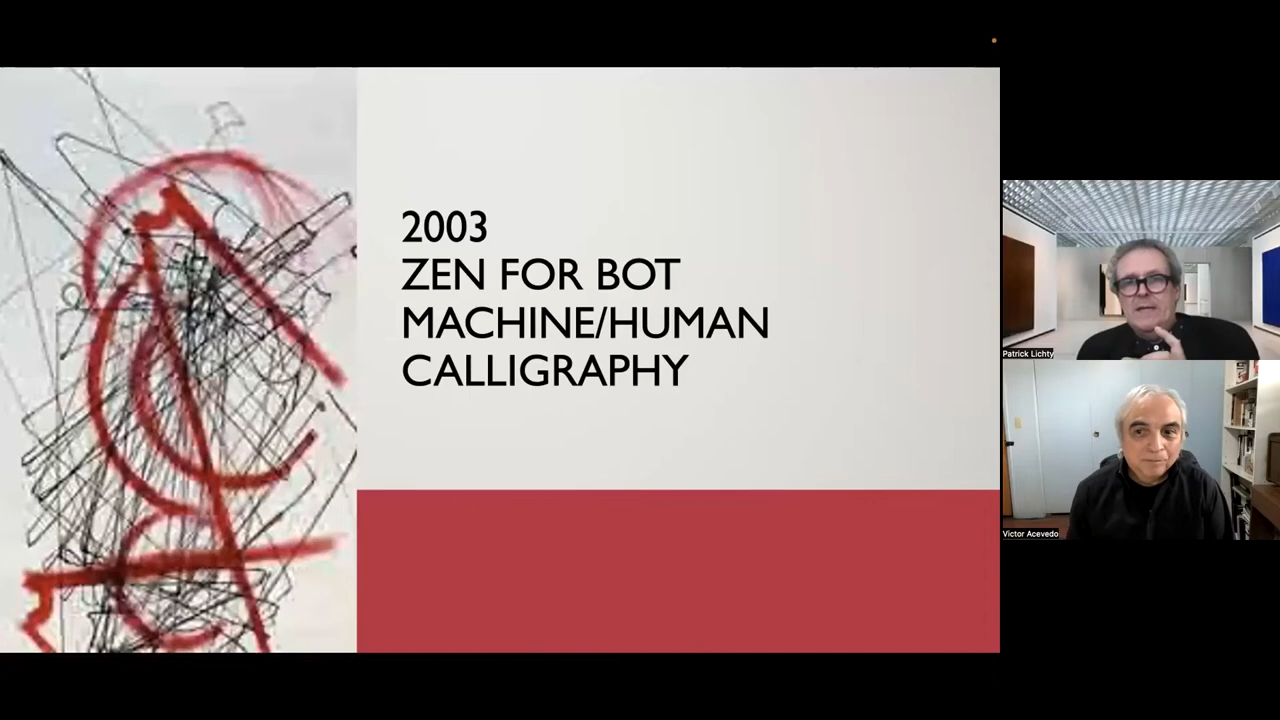 2003
ZEN FOR BOT
MACHINE/HUMAN
CALLIGRAPHY
Patrick Lichty
Victor Acevedo